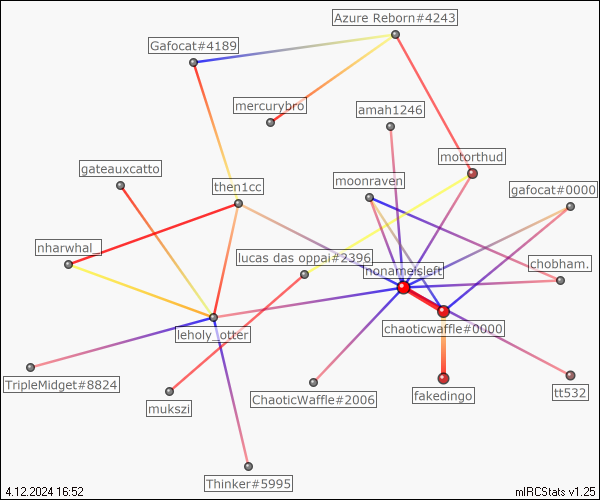 Azure Reborn#4243
Gafocat#4189
mercurybro
amah1246
motorthud
gateauxcatto
then1cc
moonraven
gafocat#0000
nharwhal_
lucas das oppai#2396
nonameisleft
chobham.
leholy_otter
chaoticwaffle#0000
TripleMidget#8824
mukszi
ChaoticWaffle#2006
fakedingo
tt532
Thinker#5995
4.12.2024 16:52
mIRCStats v1.25